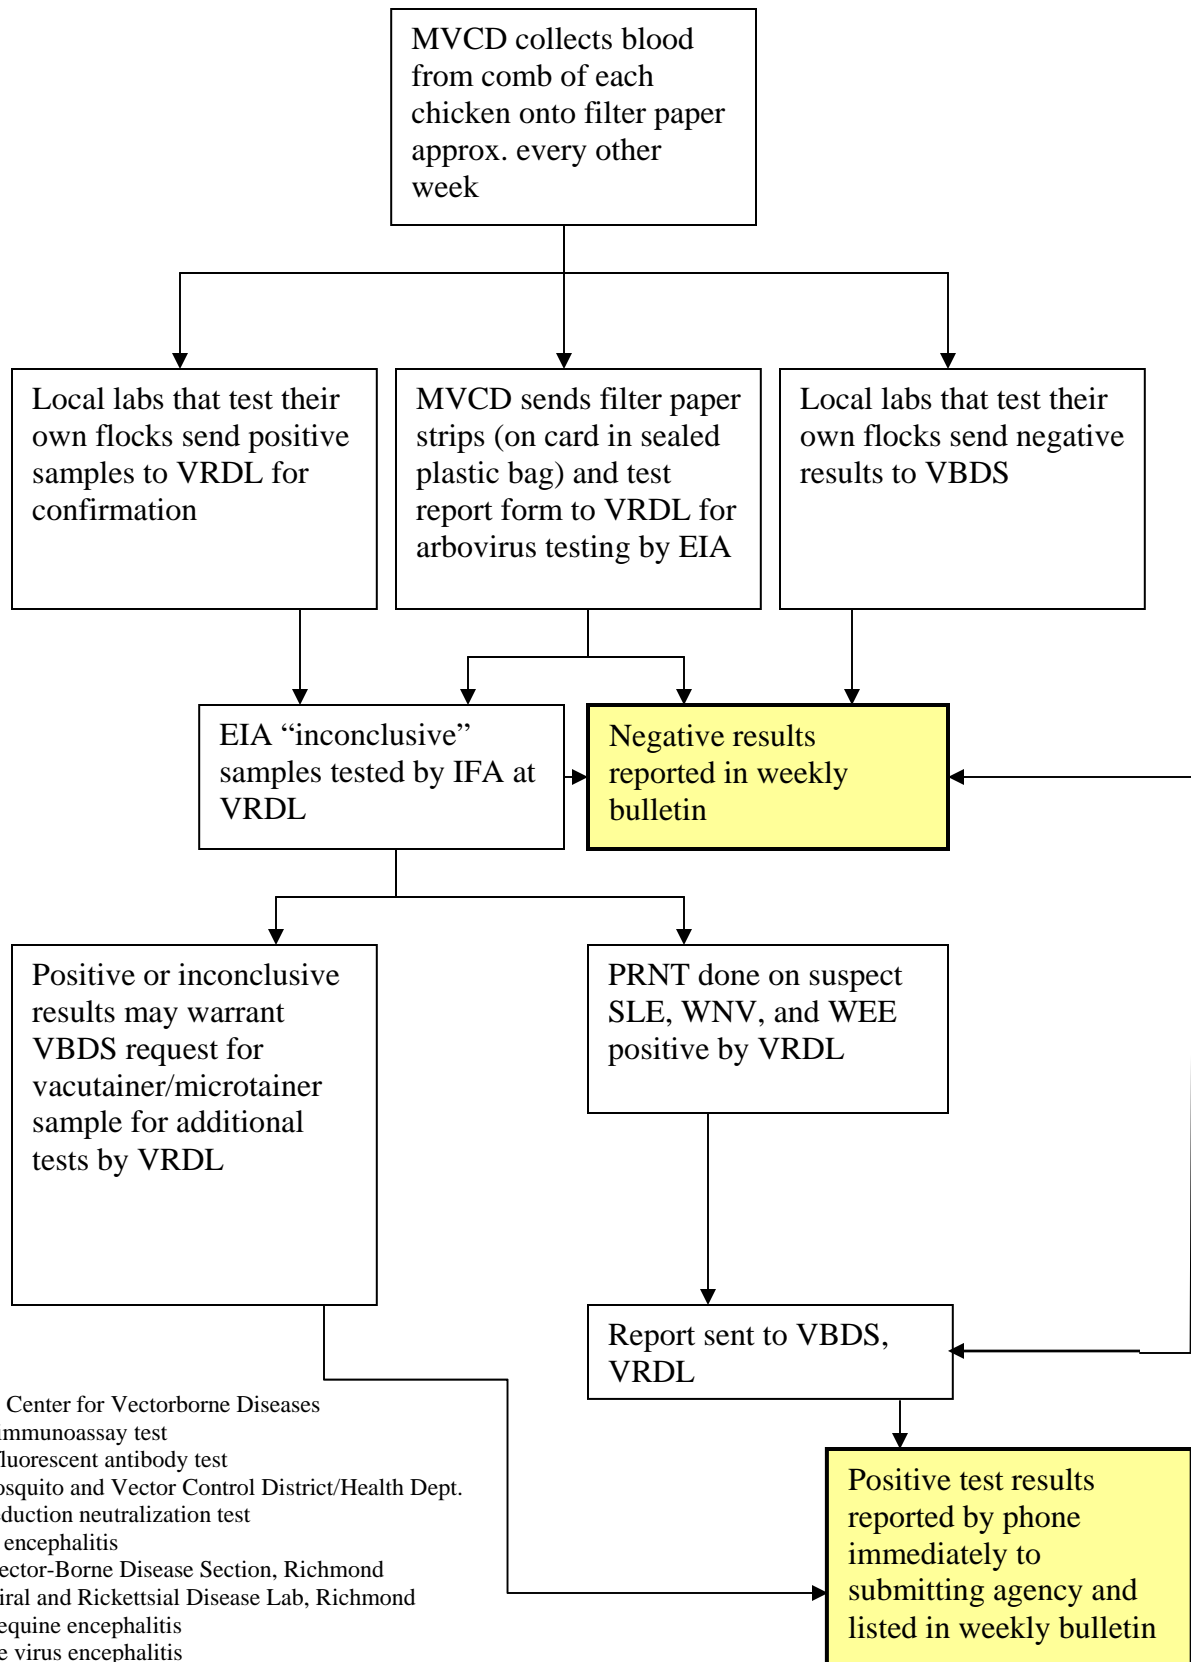 MVCD collects blood
from comb of each
chicken onto filter paper
approx. every other
week
Local labs that test their
own flocks send positive
samples to VRDL for
confirmation
MVCD sends filter paper
strips (on card in sealed
plastic bag) and test
report form to VRDL for
arbovirus testing by EIA
Local labs that test their
own flocks send negative
results to VBDS
EIA “inconclusive”
samples tested by IFA at
VRDL
Negative results
reported in weekly
bulletin
Positive or inconclusive
results may warrant
VBDS request for
vacutainer/microtainer
sample for additional
tests by VRDL
PRNT done on suspect
SLE, WNV, and WEE
positive by VRDL
Report sent to VBDS,
VRDL
Center for Vectorborne Diseases
immunoassay test
fluorescent antibody test
osquito and Vector Control District/Health Dept.
eduction neutralization test
encephalitis
ector-Borne Disease Section, Richmond
iral and Rickettsial Disease Lab, Richmond
equine encephalitis
e virus encephalitis
Positive test results
reported by phone
immediately to
submitting agency and
listed in weekly bulletin